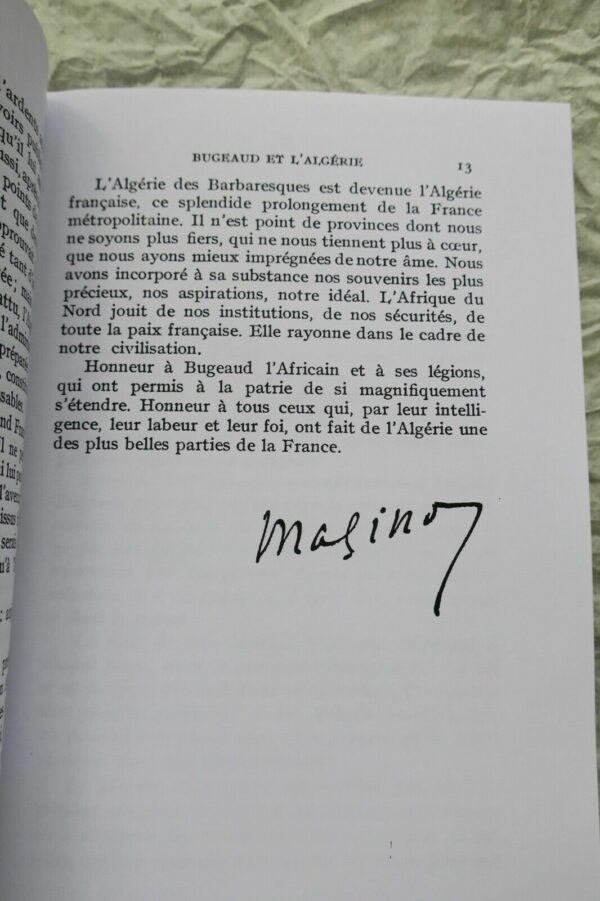 BUGEAUD ET L'ALGÉRIE 13
L'Algérie des Barbaresques est devenue l'Algérie
française, ce splendide prolongement de la France
métropolitaine. Il n'est point de provinces dont nous
ne soyons plus fiers, qui ne nous tiennent plus à cœur,
que nous ayons mieux imprégnées de notre âme. Nous
avons incorporé à sa substance nos souvenirs les plus
précieux, nos aspirations, notre idéal. L'Afrique du
Nord jouit de nos institutions, de nos sécurités, de
toute la paix française. Elle rayonne dans le cadre de
notre civilisation.
Honneur à Bugeaud l'Africain et à ses légions,
qui ont permis à la patrie de si magnifiquement
s'étendre. Honneur à tous ceux qui, par leur intelli-
gence, leur labeur et leur foi, ont fait de l'Algérie une
des plus belles parties de la France.
Maginot